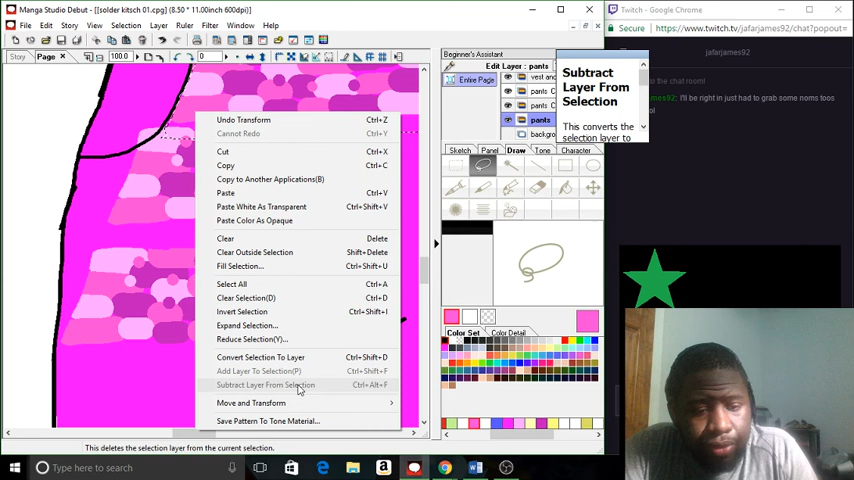 Manga Studio Debut - [[solder kitsch 01.cpg] (8.50 * 11.00inch 600dpi)]
File Edit Story View Selection Layer Ruler Filter Window Help
Story Page 100.0 0
Undo Transform Ctrl+Z
Cannot Redo Ctrl+Y
Cut Ctrl+X
Copy Ctrl+C
Copy to Another Applications(B)
Paste Ctrl+V
Paste White As Transparent Ctrl+Shift+V
Paste Color As Opaque
Clear Delete
Clear Outside Selection Shift+Delete
Fill Selection... Ctrl+Shift+U
Select All Ctrl+A
Clear Selection(D) Ctrl+D
Invert Selection Ctrl+Shift+I
Expand Selection...
Reduce Selection(Y)...
Convert Selection To Layer Ctrl+Shift+D
Add Layer To Selection(P) Ctrl+Shift+F
Subtract Layer From Selection Ctrl+Alt+F
Move and Transform
Save Pattern To Tone Material...
This deletes the selection layer from the current selection.
Beginner's Assistant
Edit Layer : pants
Entire Page
vest and
pants C
pants
pants
backgro
Subtract
Layer From
Selection
This converts the
selection layer to
Sketch Panel Draw Tone Character
Color Set Color Detail
Twitch - Google Chrome
Secure https://www.twitch.tv/jafarjames92/chat?popout=
jafarjames92
to the chat room!
mes92: I'll be right in just had to grab some noms toos
ol
Type here to search